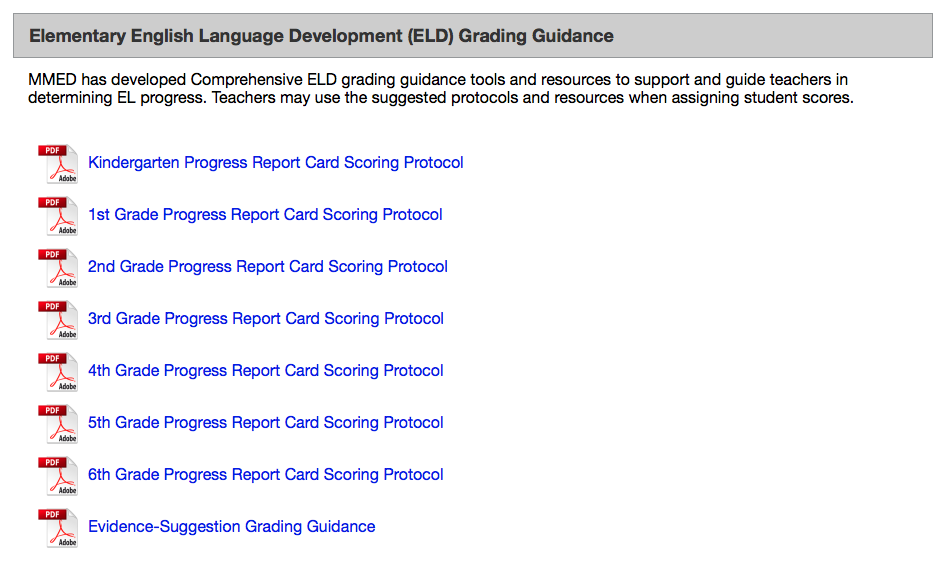 Elementary English Language Development (ELD) Grading Guidance
MMED has developed Comprehensive ELD grading guidance tools and resources to support and guide teachers in
determining EL progress. Teachers may use the suggested protocols and resources when assigning student scores.
PDF
Adobe
Kindergarten Progress Report Card Scoring Protocol
PDF
Adobe
1st Grade Progress Report Card Scoring Protocol
PDF
Adobe
2nd Grade Progress Report Card Scoring Protocol
PDF
Adobe
3rd Grade Progress Report Card Scoring Protocol
PDF
Adobe
4th Grade Progress Report Card Scoring Protocol
PDF
Adobe
5th Grade Progress Report Card Scoring Protocol
PDF
Adobe
6th Grade Progress Report Card Scoring Protocol
PDF
Adobe
Evidence-Suggestion Grading Guidance